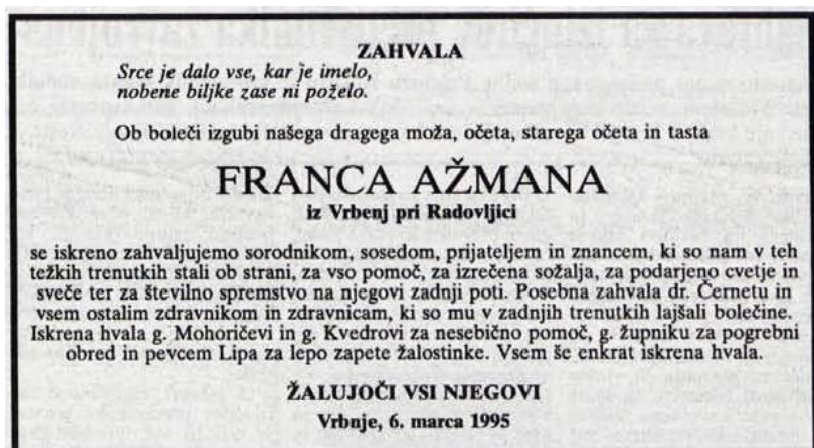 ZAHVALA
Srce je dalo vse, kar je imelo,
nobene biljke zase ni poželo.
Ob boleči izgubi našega dragega moža, očeta, starega očeta in tasta
FRANCA AŽMANA
iz Vrbenj pri Radovljici
se iskreno zahvaljujemo sorodnikom, sosedom, prijateljem in znancem, ki so nam v teh
težkih trenutkih stali ob strani, za vso pomoč, za izrečena sožalja, za podarjeno cvetje in
sveče ter za številno spremstvo na njegovi zadnji poti. Posebna zahvala dr. Černetu in
vsem ostalim zdravnikom in zdravnicam, ki so mu v zadnjih trenutkih lajšali bolečine.
Iskrena hvala g. Mohoričevi in g. Kvedrovi za nesebično pomoč, g. župniku za pogrebni
obred in pevcem Lipa za lepo zapete žalostinke. Vsem še enkrat iskrena hvala.
ŽALUJOČI VSI NJEGOVI
Vrbnje, 6. marca 1995